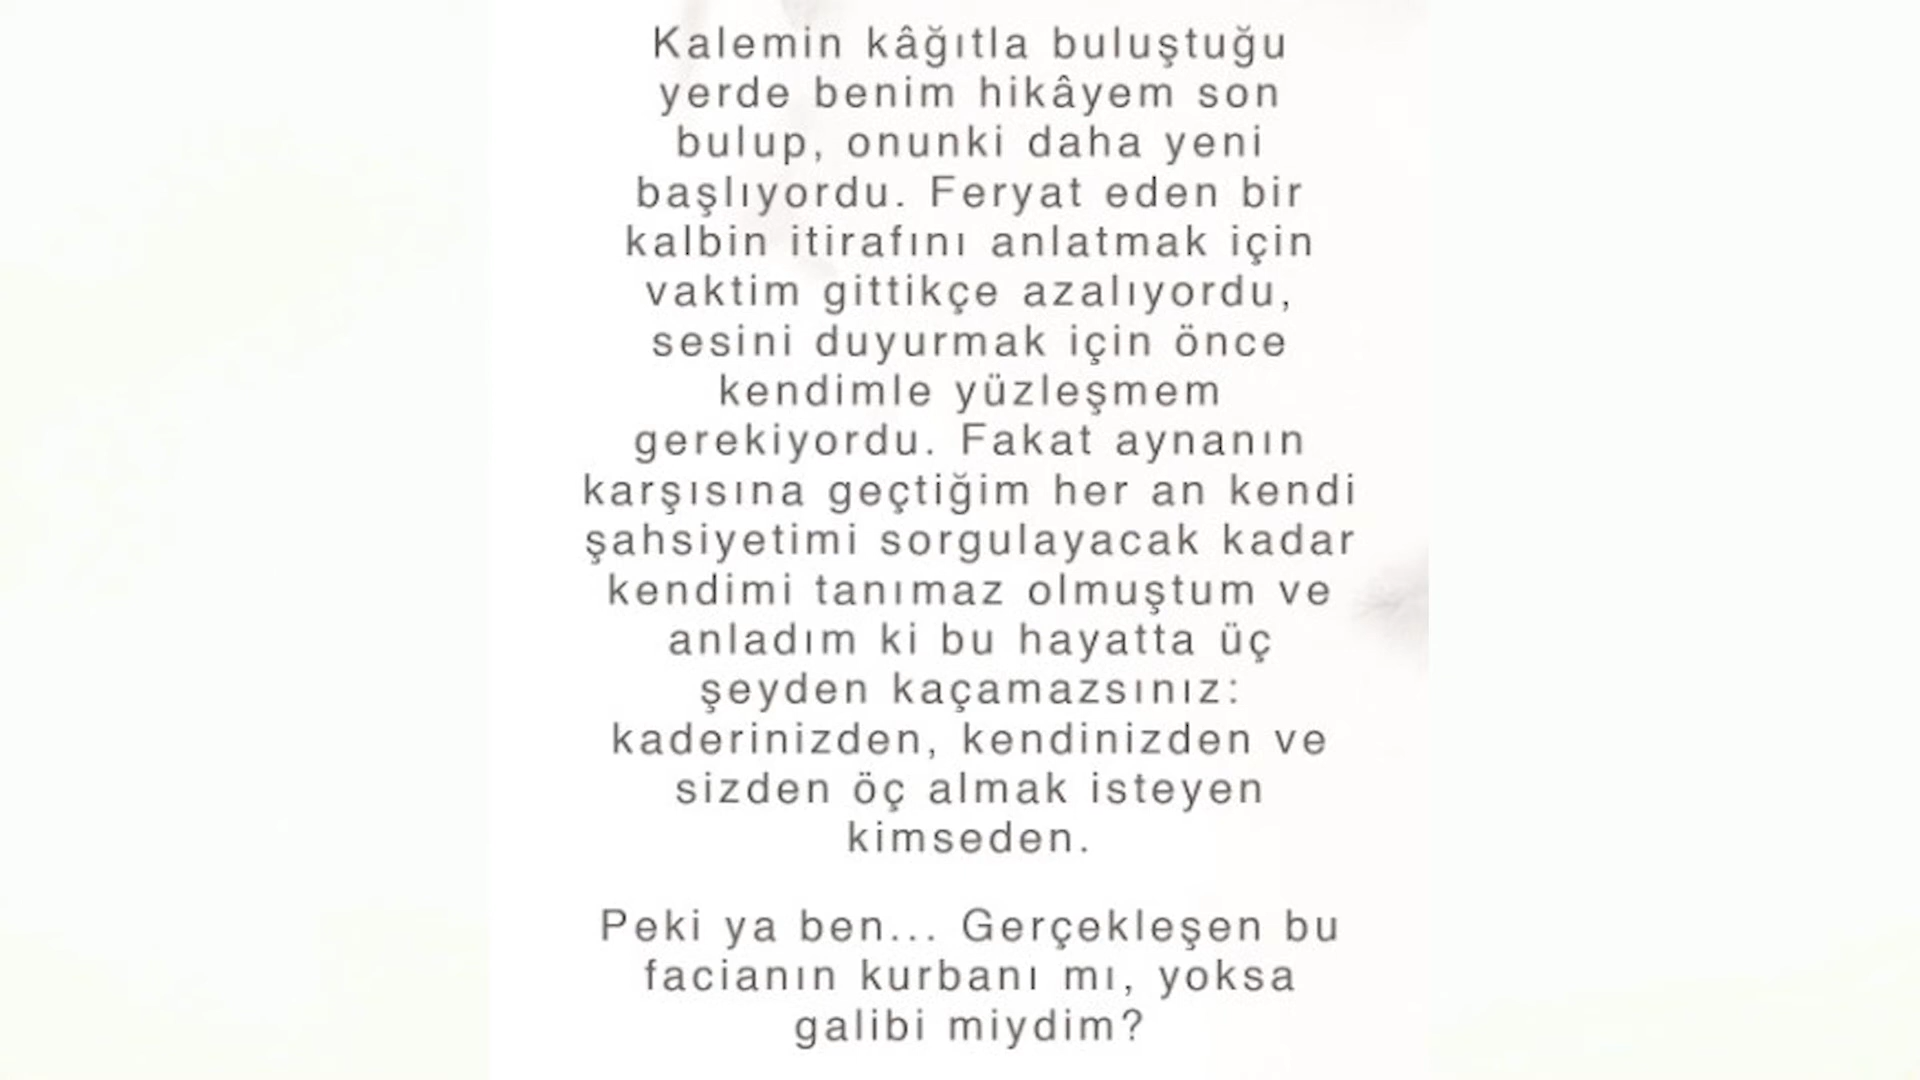 Kalemin kâğıtla buluştuğu
yerde benim hikâyem son
bulup, onunki daha yeni
başlıyordu. Feryat eden bir
kalbin itirafını anlatmak için
vaktim gittikçe azalıyordu,
sesini duyurmak için önce
kendimle yüzleşmem
gerekiyordu. Fakat aynanın
karşısına geçtiğim her an kendi
şahsiyetimi sorgulayacak kadar
kendimi tanımaz olmuştum ve
anladım ki bu hayatta üç
şeyden kaçamazsınız:
kaderinizden, kendinizden ve
sizden öç almak isteyen
kimseden.
Peki ya ben... Gerçekleşen bu
facianın kurbanı mı, yoksa
galibi miydim?